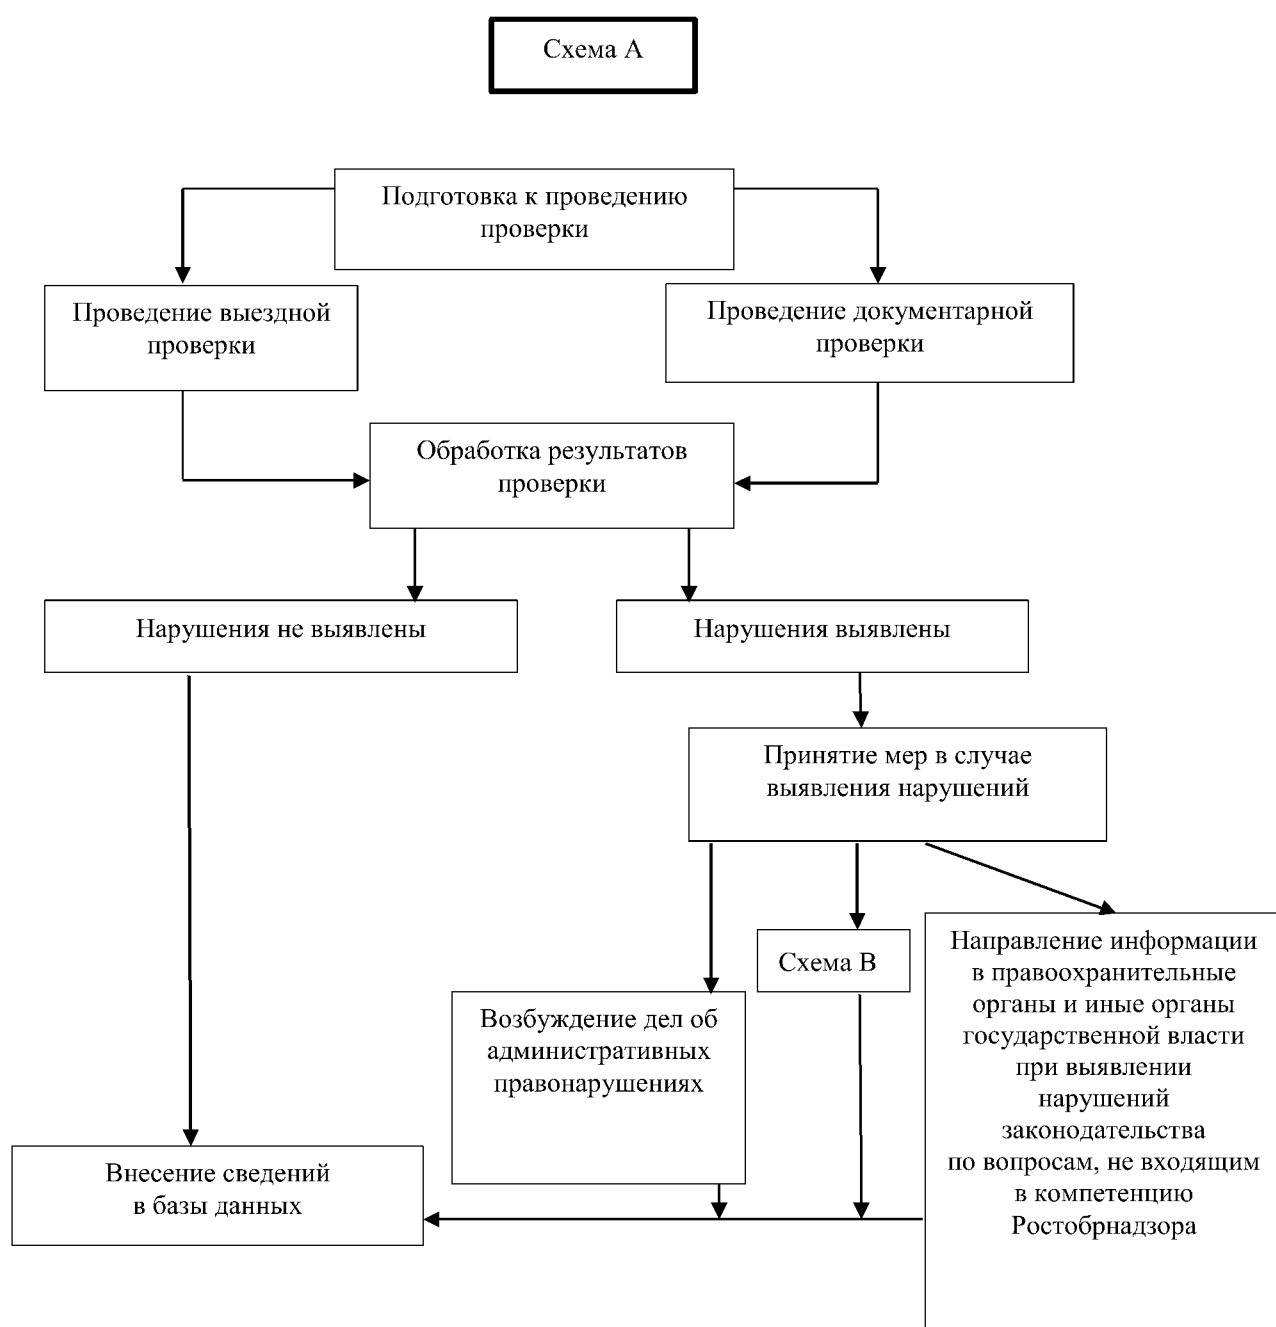 Схема А
Подготовка к проведению
проверки
Проведение выездной
проверки
Проведение документарной
проверки
Обработка результатов
проверки
Нарушения не выявлены
Нарушения выявлены
Принятие мер в случае
выявления нарушений
Схема В
Возбуждение дел об
административных
правонарушениях
Направление информации
в правоохранительные
органы и иные органы
государственной власти
при выявлении
нарушений
законодательства
по вопросам, не входящим
в компетенцию
Ростобрнадзора
Внесение сведений
в базы данных